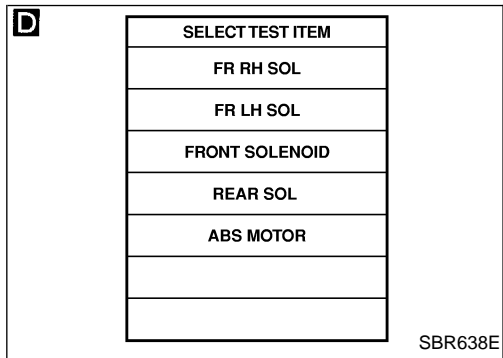 D
SELECT TEST ITEM
FR RH SOL
FR LH SOL
FRONT SOLENOID
REAR SOL
ABS MOTOR
SBR638E